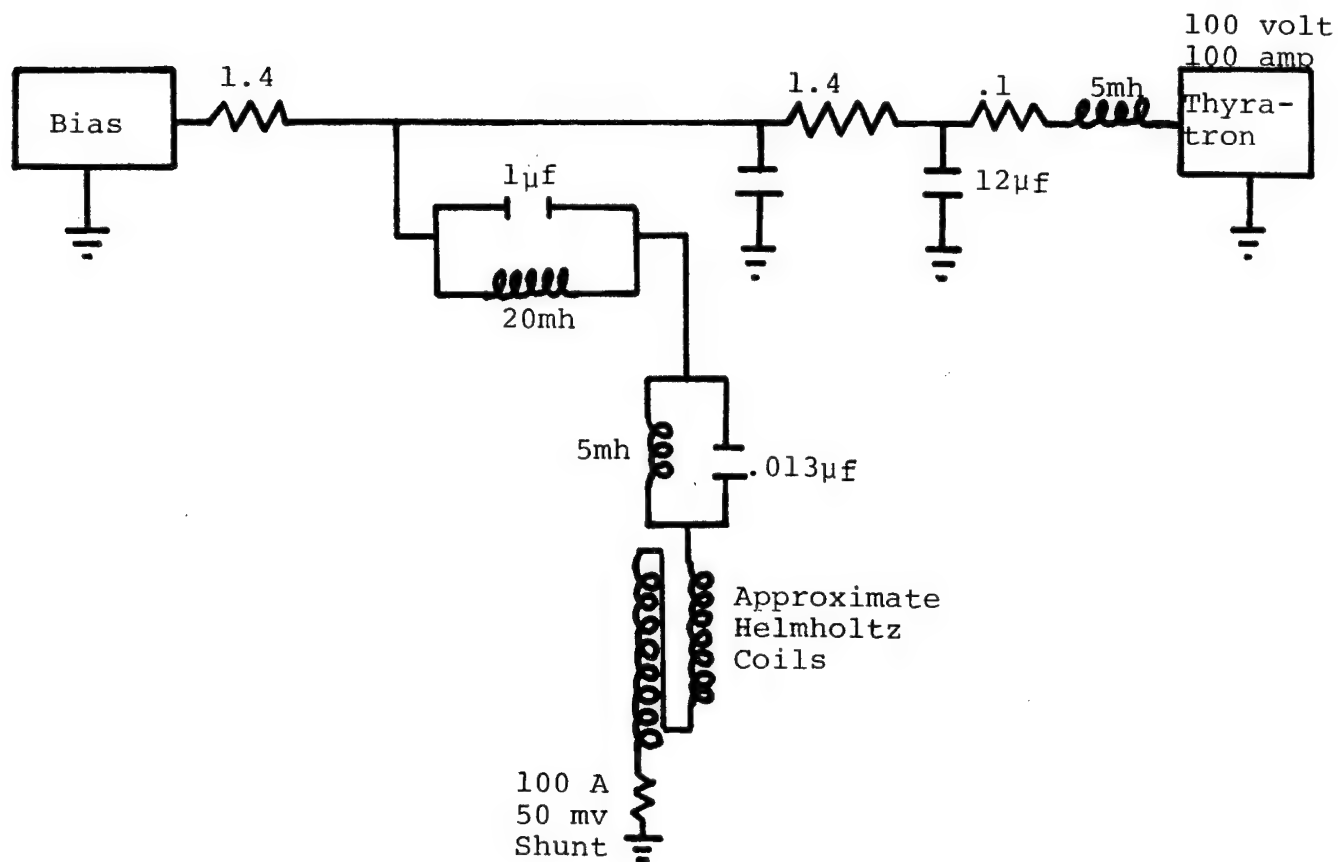 100 volt
100 amp
Bias
1.4
1.4
.1
5mh
Thyra-
tron
1µf
12µf
20mh
5mh
.013µf
Approximate
Helmholtz
Coils
100 A
50 mv
Shunt